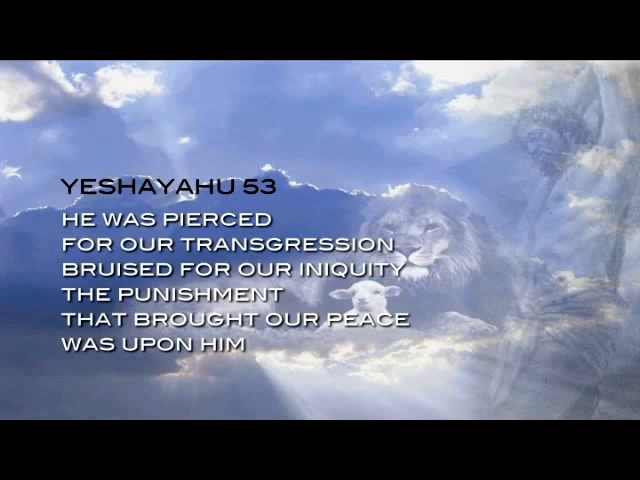 YESHAYAHU 53
HE WAS PIERCED
FOR OUR TRANSGRESSION
BRUISED FOR OUR INIQUITY
THE PUNISHMENT
THAT BROUGHT OUR PEACE
WAS UPON HIM